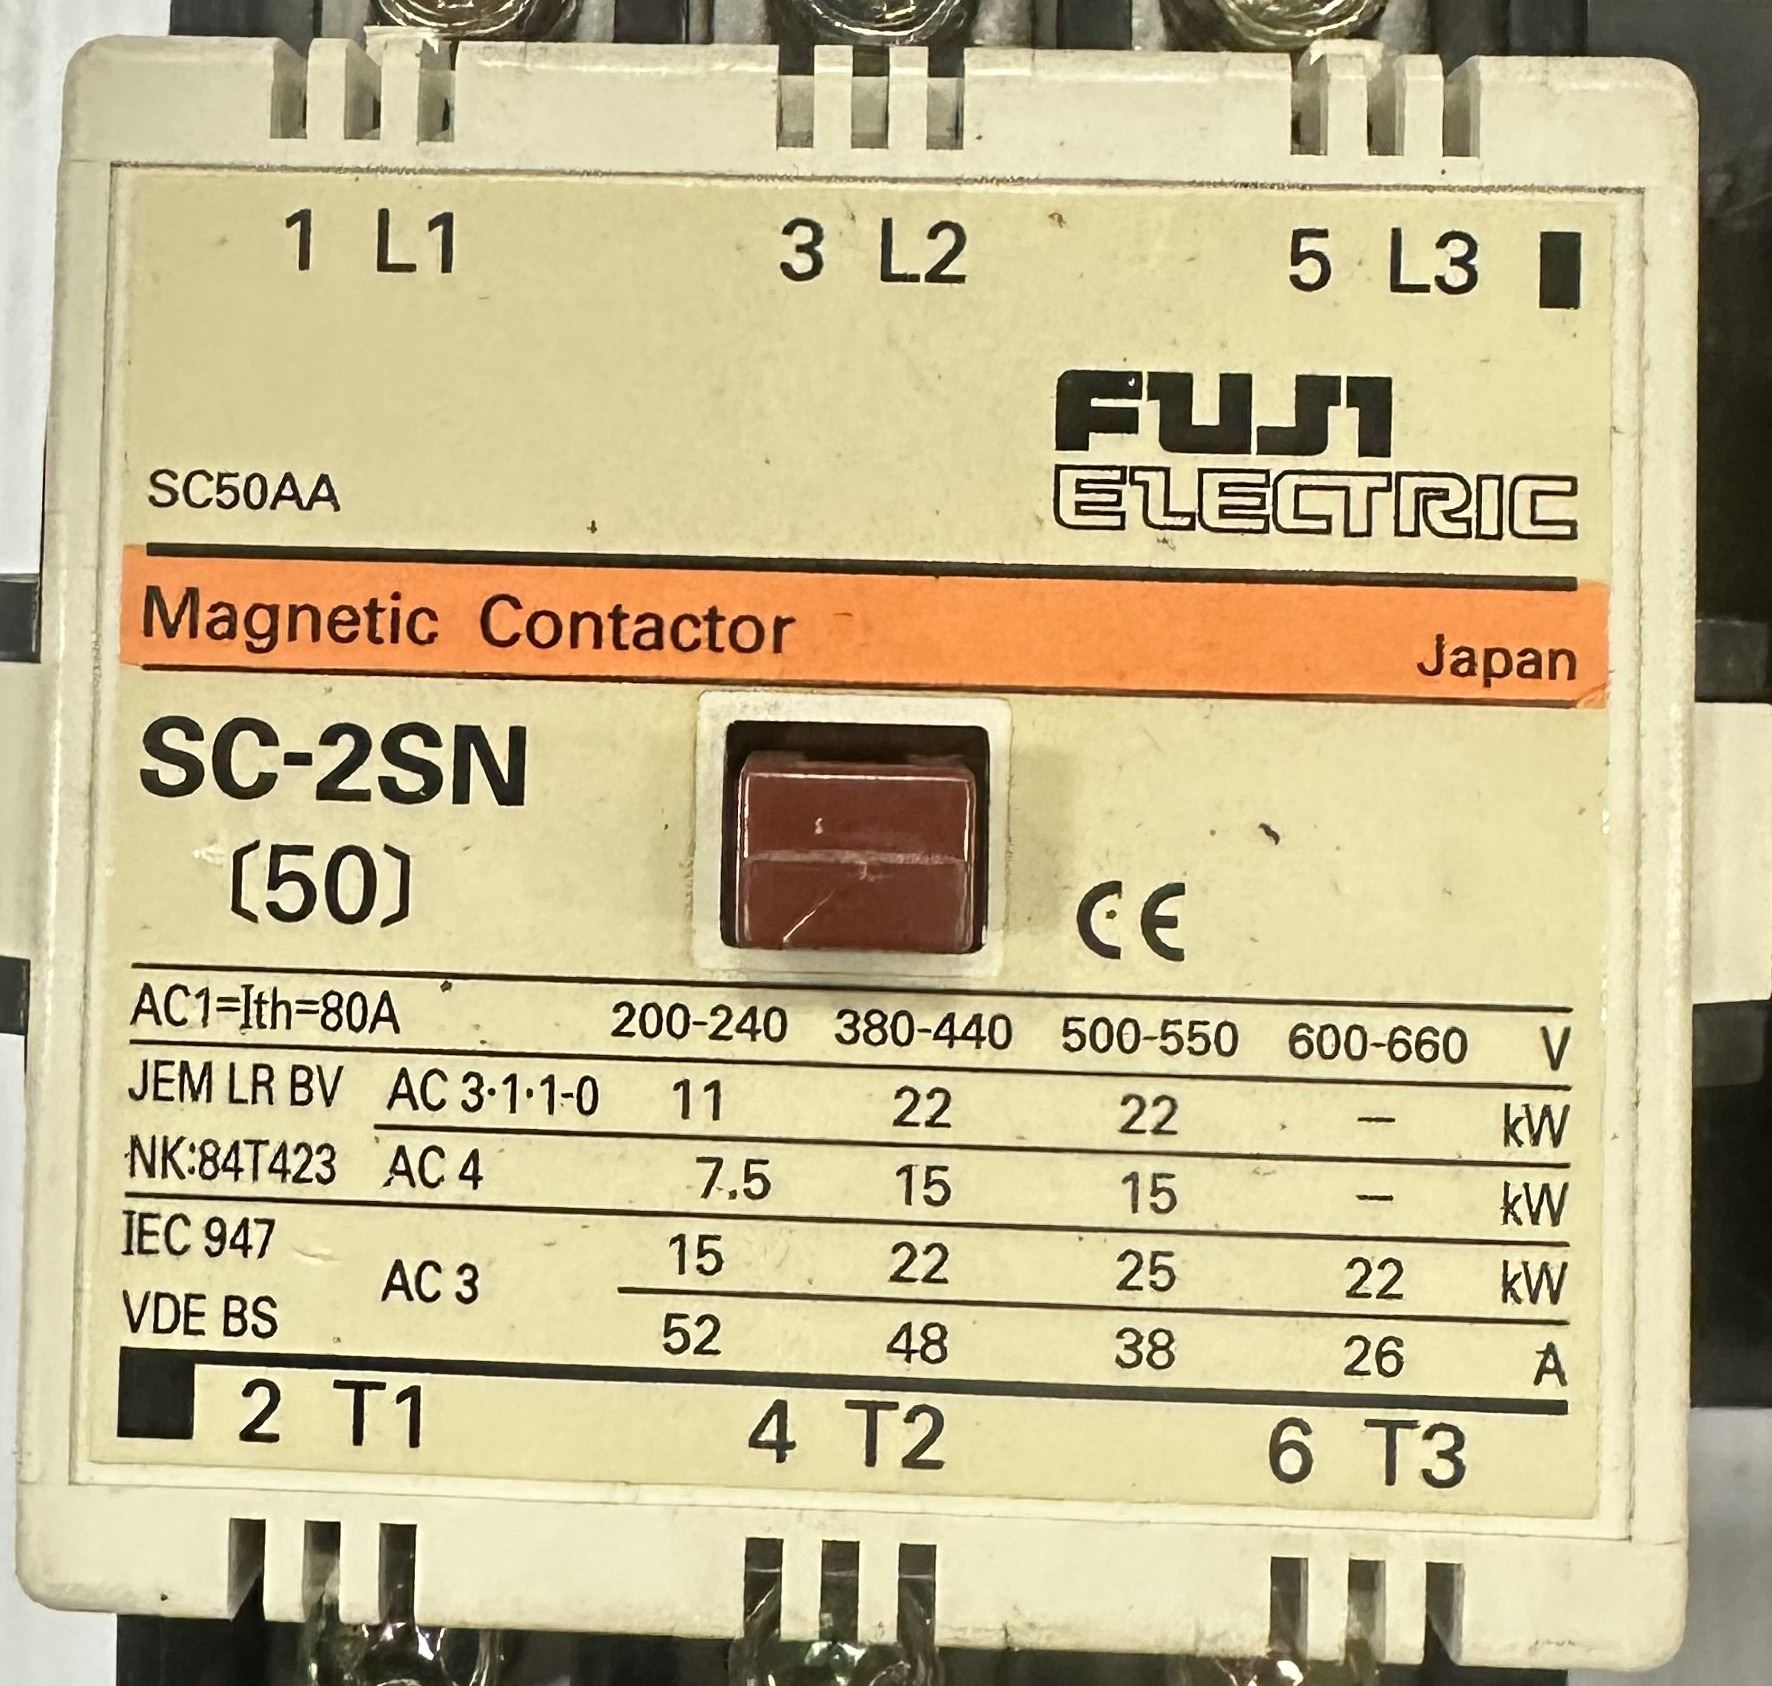 1 L1 3 L2 5 L3
FUJI
ELECTRIC
SC50AA
Magnetic Contactor Japan
SC-2SN
(50)
CE
AC1=Ith=80A 200-240 380-440 500-550 600-660 V
JEM LR BV AC 3·1·1-0 11 22 22 — kW
NK:84T423 AC 4 7.5 15 15 — kW
IEC 947 AC 3 15 22 25 22 kW
VDE BS 52 48 38 26 A
2 T1 4 T2 6 T3